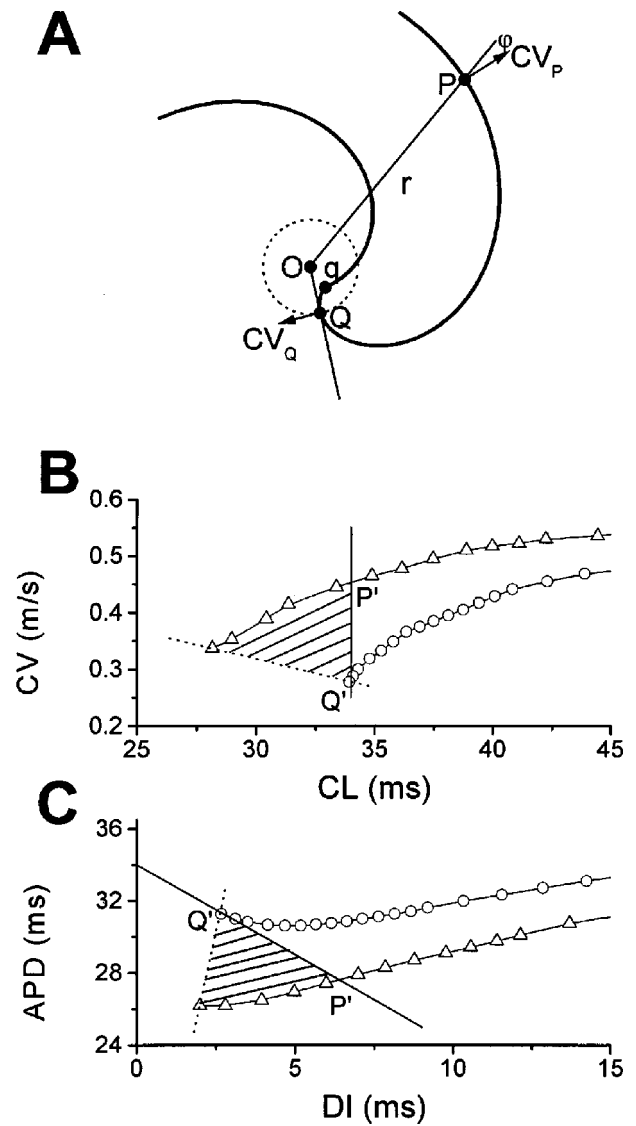 A
φ
CV_P
P
r
O
q
Q
CV_Q
B
0.6
0.5
0.4
0.3
0.2
CV (m/s)
P'
Q'
25
30
35
40
45
CL (ms)
C
36
32
28
24
APD (ms)
Q'
P'
0
5
10
15
DI (ms)